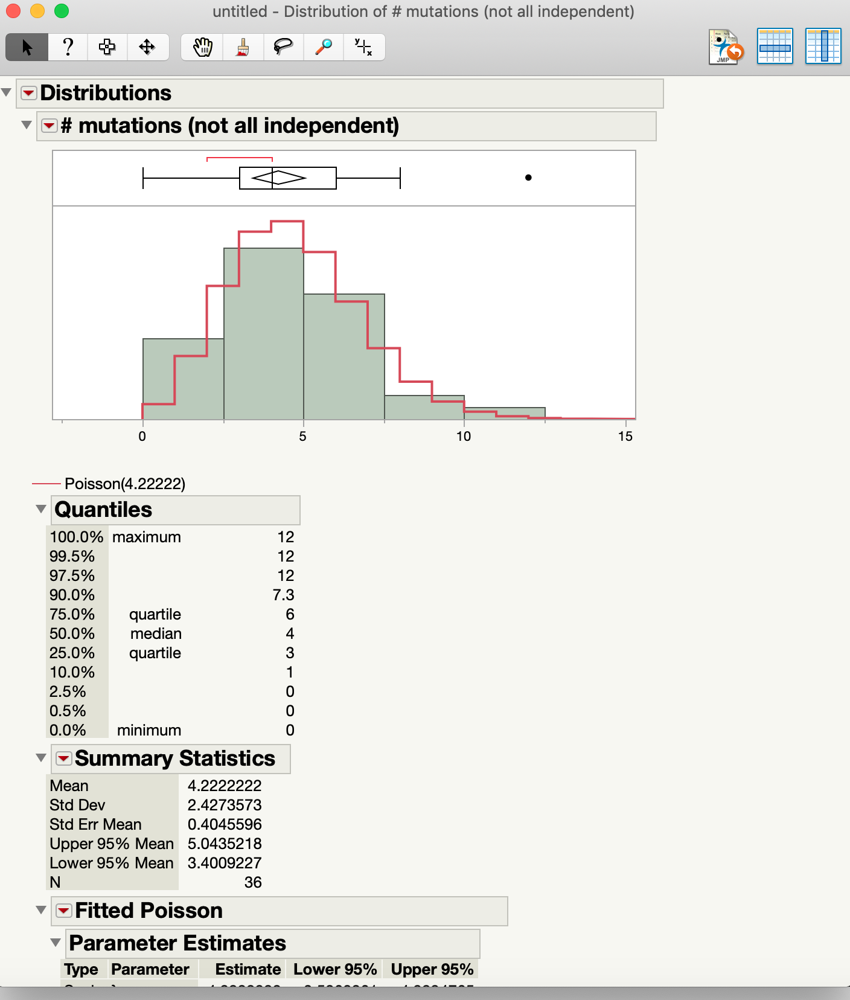 untitled - Distribution of # mutations (not all independent)
?
y
x
JMP
Distributions
# mutations (not all independent)
0 5 10 15
Poisson(4.22222)
Quantiles
100.0% maximum 12
99.5% 12
97.5% 12
90.0% 7.3
75.0% quartile 6
50.0% median 4
25.0% quartile 3
10.0% 1
2.5% 0
0.5% 0
0.0% minimum 0
Summary Statistics
Mean 4.2222222
Std Dev 2.4273573
Std Err Mean 0.4045596
Upper 95% Mean 5.0435218
Lower 95% Mean 3.4009227
N 36
Fitted Poisson
Parameter Estimates
Type Parameter Estimate Lower 95% Upper 95%